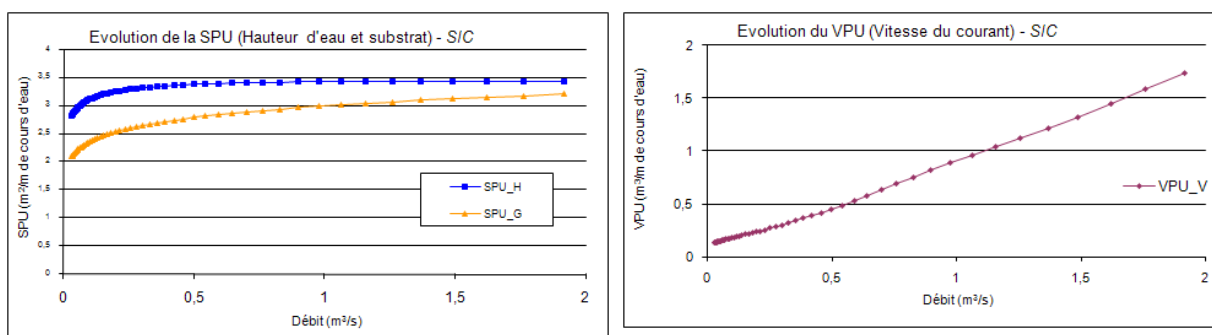 Evolution de la SPU (Hauteur d'eau et substrat) - SIC
SPU (m³/m de cours d'eau)
4
3,5
3
2,5
2
1,5
1
0,5
0
SPU_H
SPU_G
0
0,5
1
1,5
2
Débit (m³/s)
Evolution du VPU (Vitesse du courant) - SIC
VPU (m³/m de cours d'eau)
2
1,5
1
0,5
0
VPU_V
0
0,5
1
1,5
2
Débit (m³/s)